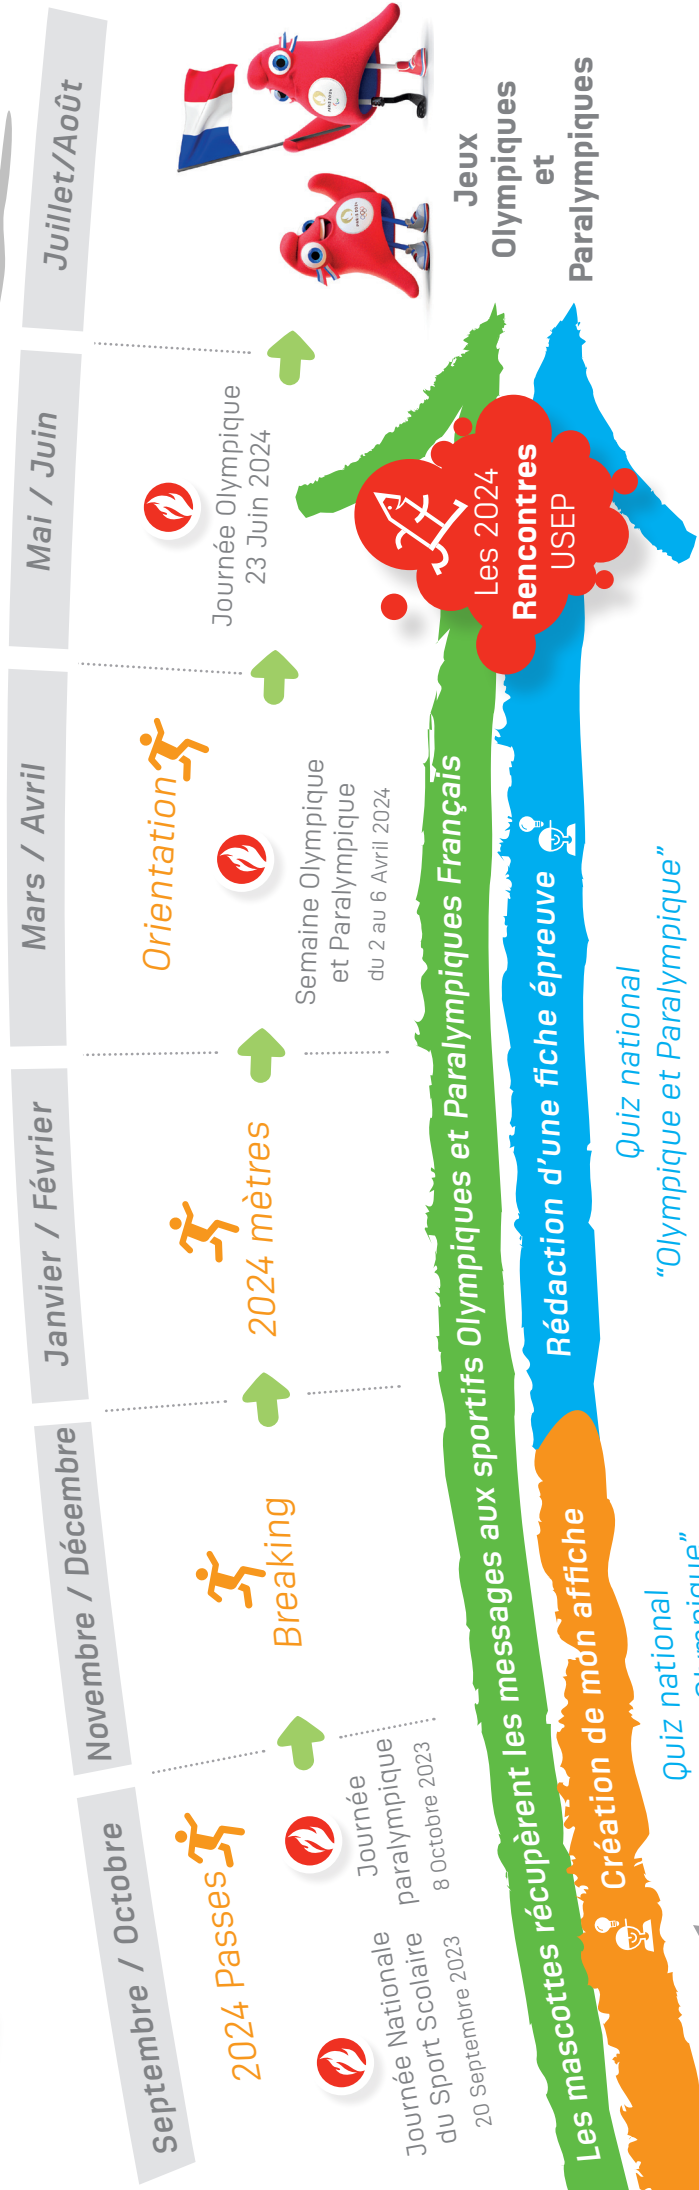 Septembre / Octobre
Novembre / Décembre
Janvier / Février
Mars / Avril
Mai / Juin
Juillet/Août
2024 Passes
Journée Nationale
du Sport Scolaire
20 Septembre 2023
Journée
paralympique
8 Octobre 2023
Breaking
2024 mètres
Orientation
Semaine Olympique
et Paralympique
du 2 au 6 Avril 2024
Journée Olympique
23 Juin 2024
Jeux
Olympiques
et
Paralympiques
Les mascottes récupèrent les messages aux sportifs Olympiques et Paralympiques Français
Les 2024
Rencontres
USEP
Création de mon affiche
Rédaction d'une fiche épreuve
Quiz national
Quiz national
"Olympique et Paralympique"